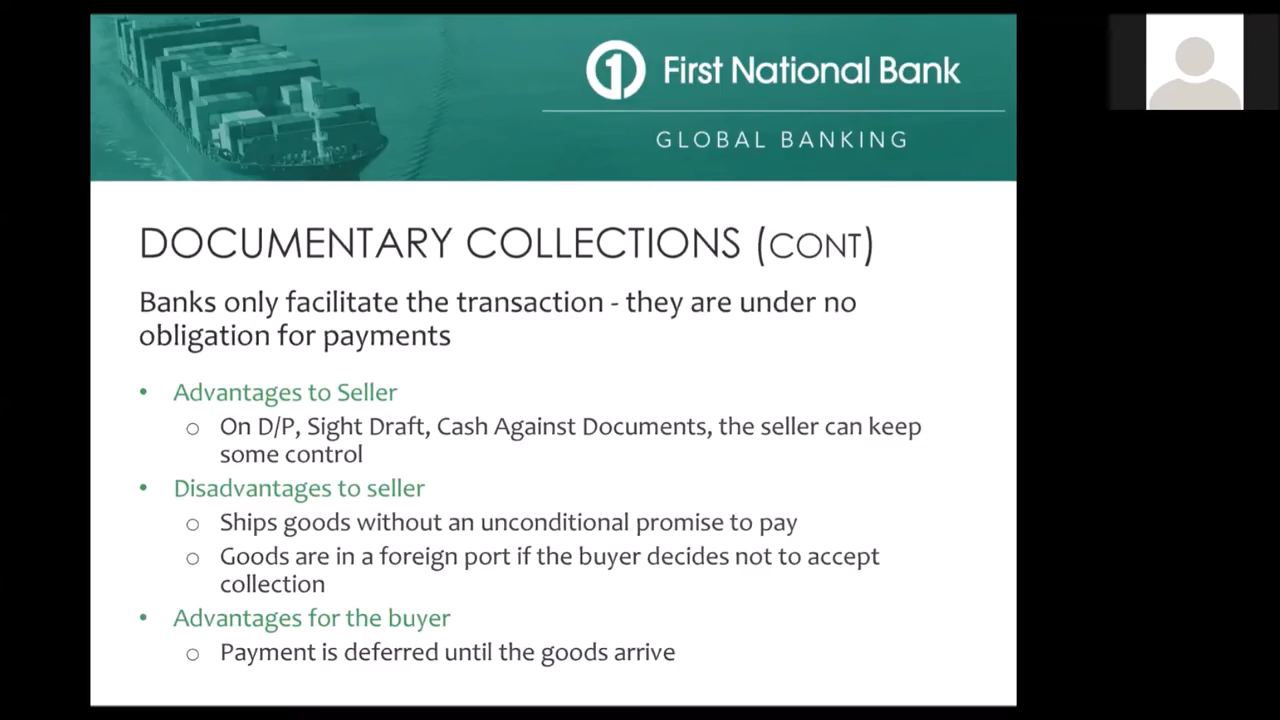 1 First National Bank
GLOBAL BANKING
DOCUMENTARY COLLECTIONS (CONT)
Banks only facilitate the transaction - they are under no
obligation for payments
• Advantages to Seller
○ On D/P, Sight Draft, Cash Against Documents, the seller can keep
some control
• Disadvantages to seller
○ Ships goods without an unconditional promise to pay
○ Goods are in a foreign port if the buyer decides not to accept
collection
• Advantages for the buyer
○ Payment is deferred until the goods arrive